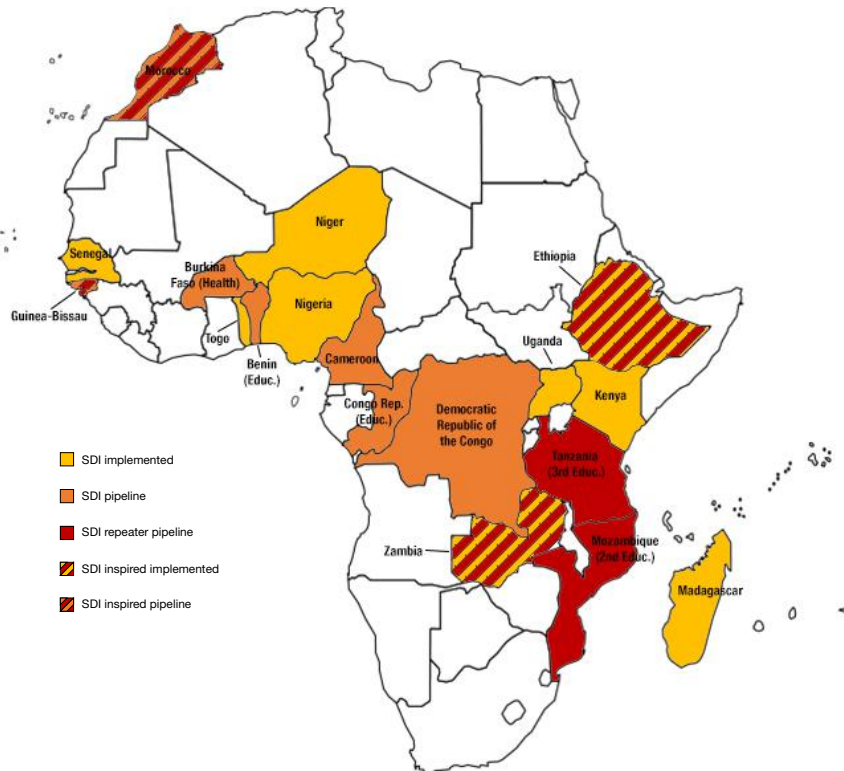 Morocco
Niger
Senegal
Ethiopia
Burkina
Faso (Health)
Nigeria
Guinea-Bissau
Togo
Uganda
Benin
(Educ.)
Cameroon
Kenya
Congo Rep.
(Educ.)
Democratic
Republic of
the Congo
Tanzania
(3rd Educ.)
SDI implemented
SDI pipeline
SDI repeater pipeline
SDI inspired implemented
SDI inspired pipeline
Zambia
Mozambique
(2nd Educ.)
Madagascar